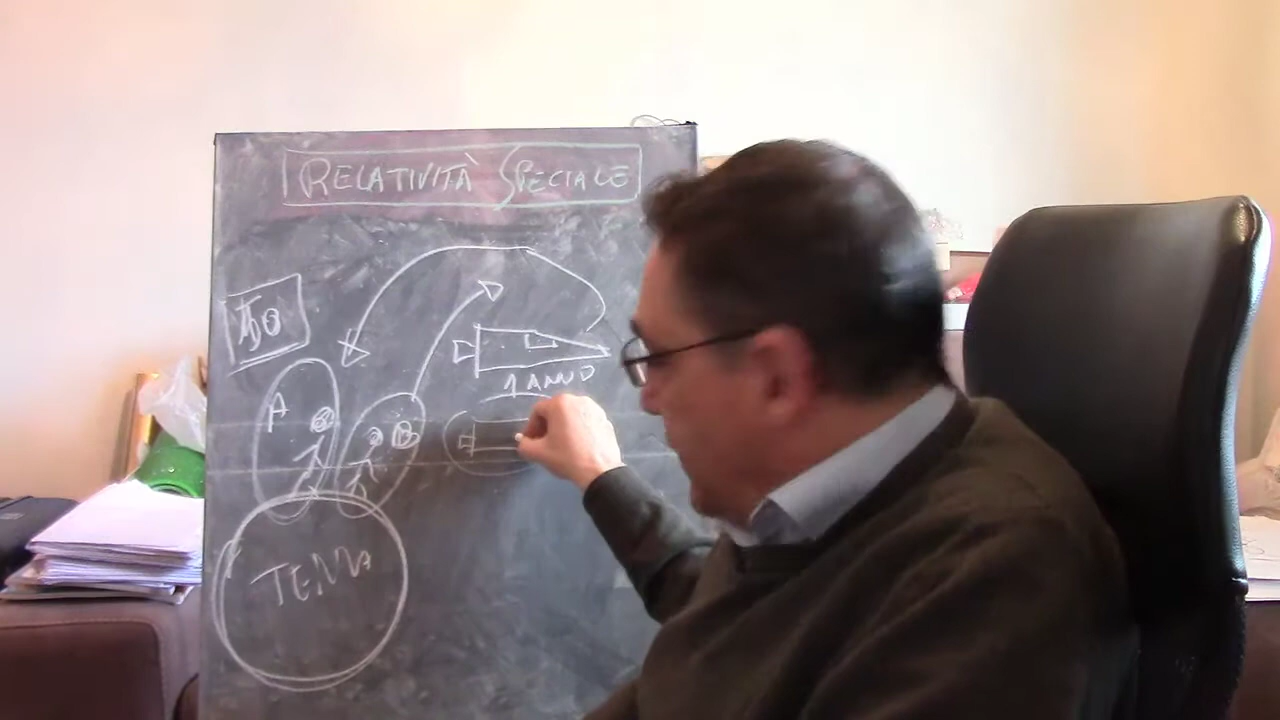 RELATIVITÀ SPECIALE
1 ANNO
A
B
TERRA